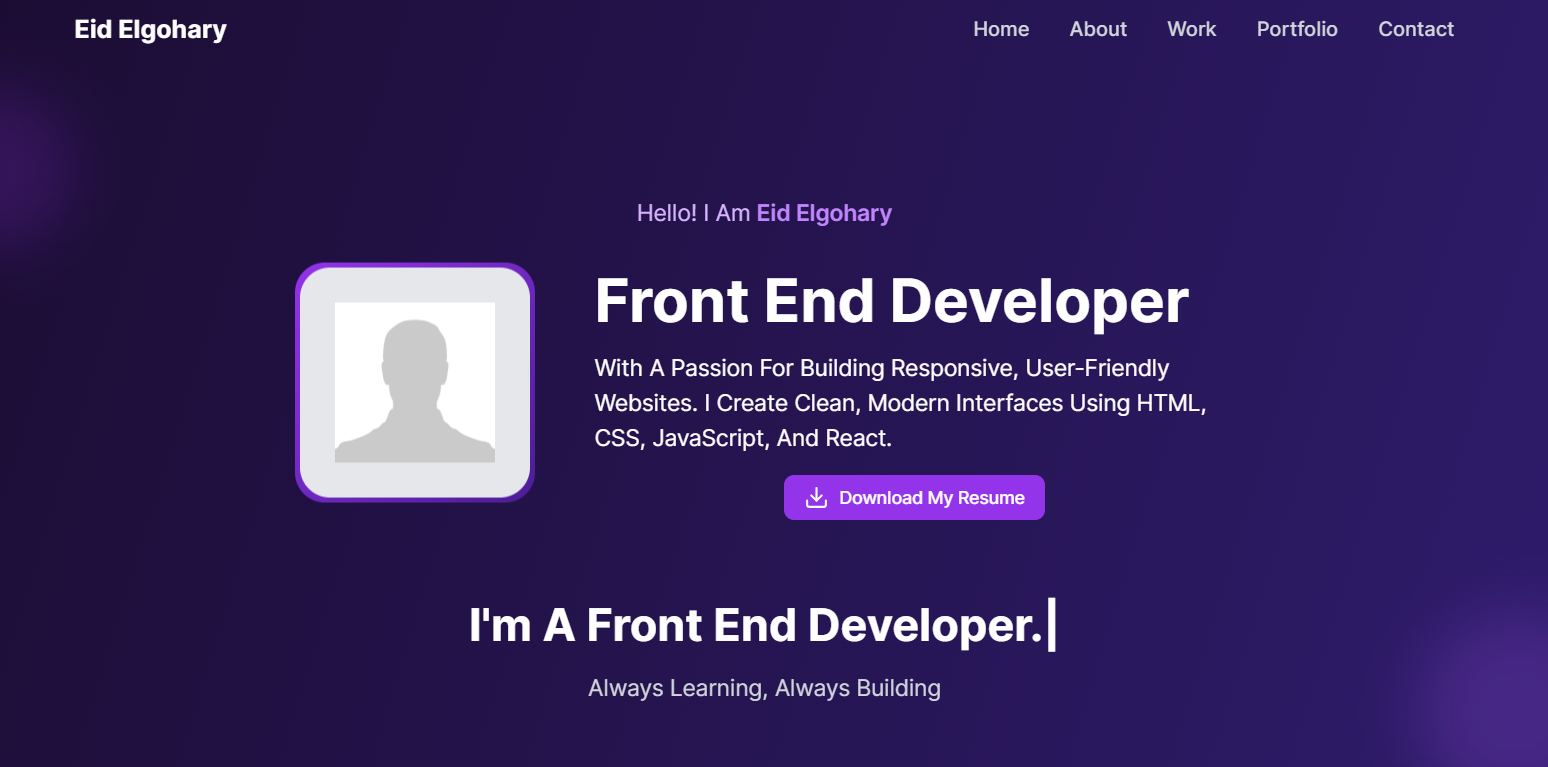 Eid Elgohary
Home About Work Portfolio Contact
Hello! I Am Eid Elgohary
Front End Developer
With A Passion For Building Responsive, User-Friendly
Websites. I Create Clean, Modern Interfaces Using HTML,
CSS, JavaScript, And React.
Download My Resume
I'm A Front End Developer.|
Always Learning, Always Building